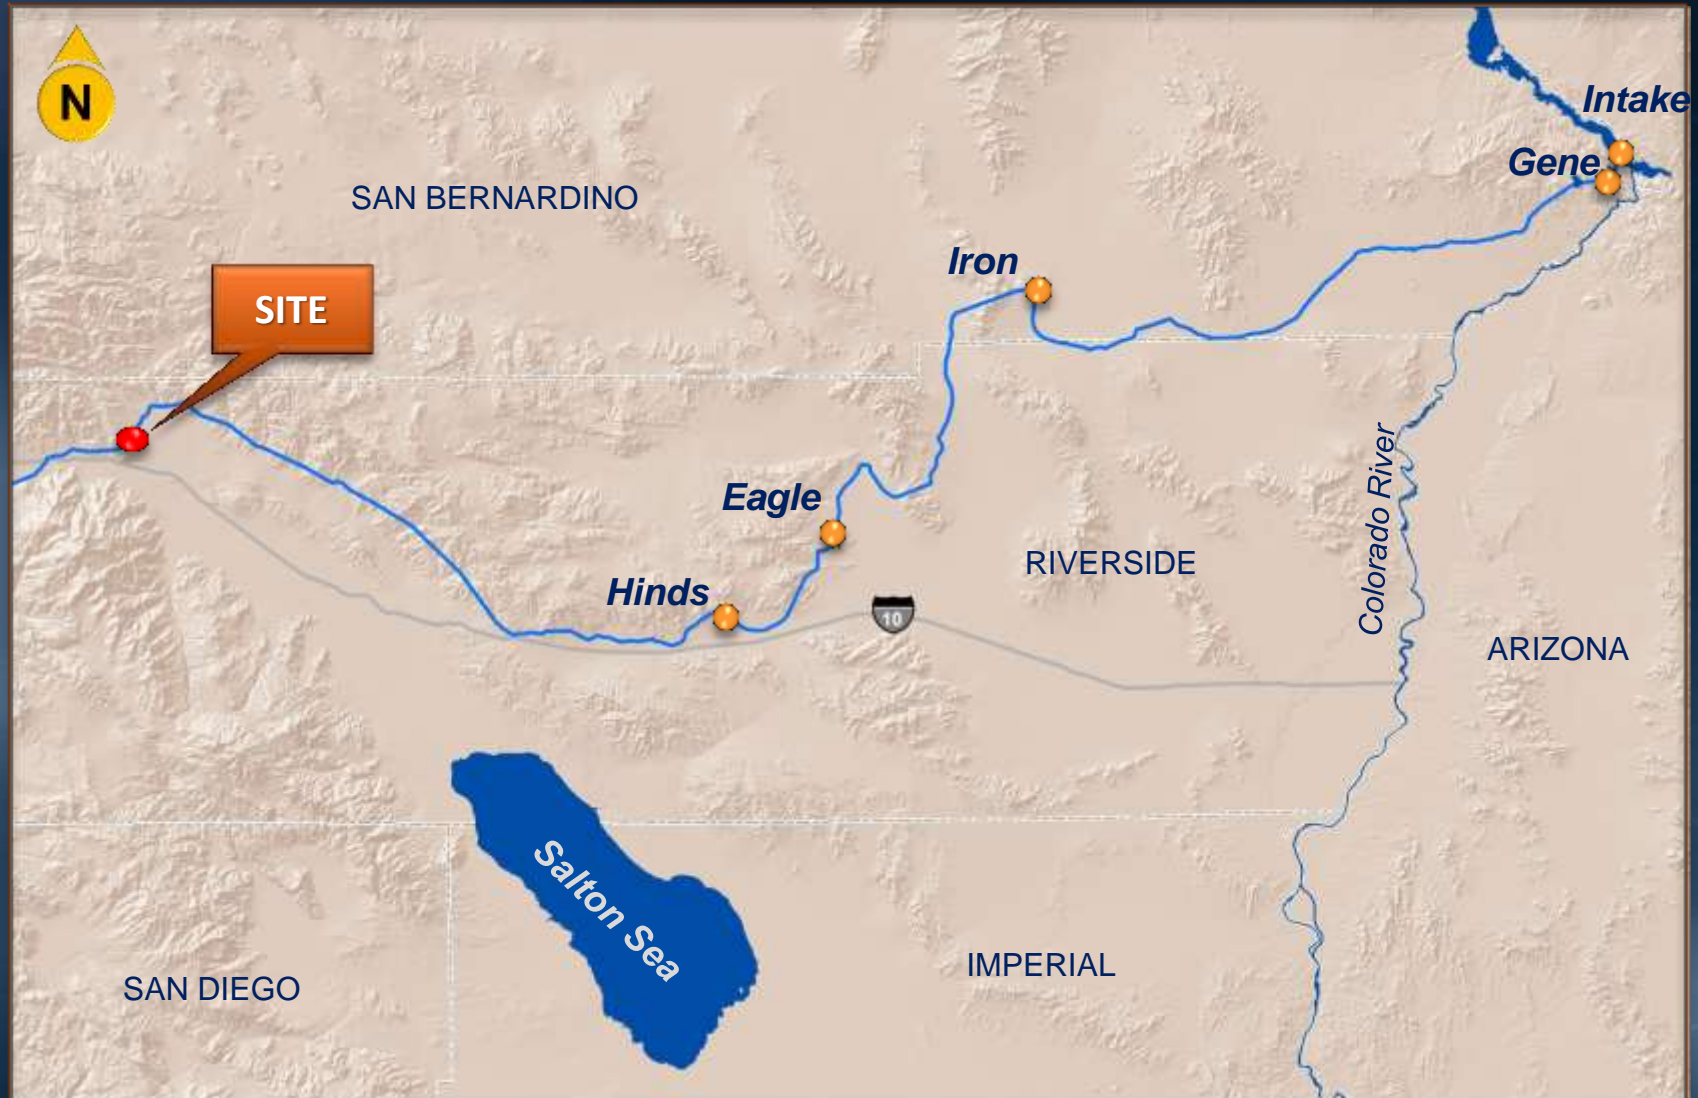 N
Intake
Gene
SAN BERNARDINO
Iron
SITE
Eagle
Colorado River
RIVERSIDE
Hinds
10
ARIZONA
Salton Sea
IMPERIAL
SAN DIEGO